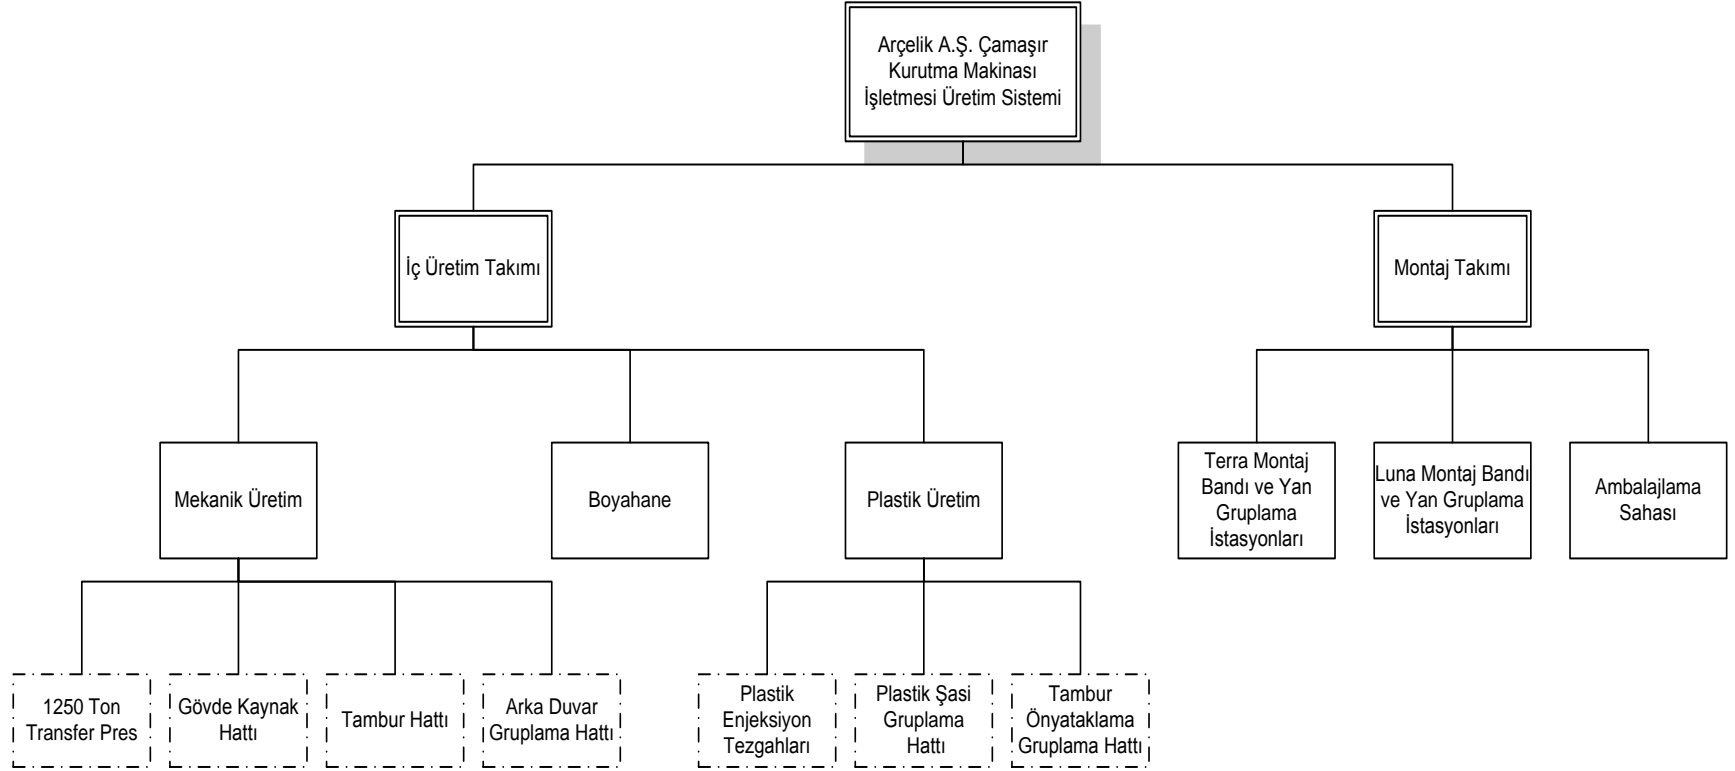 Arçelik A.Ş. Çamaşır
Kurutma Makinası
İşletmesi Üretim Sistemi
İç Üretim Takımı
Montaj Takımı
Mekanik Üretim
Boyahane
Plastik Üretim
Terra Montaj
Bandı ve Yan
Gruplama
İstasyonları
Luna Montaj Bandı
ve Yan Gruplama
İstasyonları
Ambalajlama
Sahası
1250 Ton
Transfer Pres
Gövde Kaynak
Hattı
Tambur Hattı
Arka Duvar
Gruplama Hattı
Plastik
Enjeksiyon
Tezgahları
Plastik Şasi
Gruplama
Hattı
Tambur
Önyataklama
Gruplama Hattı